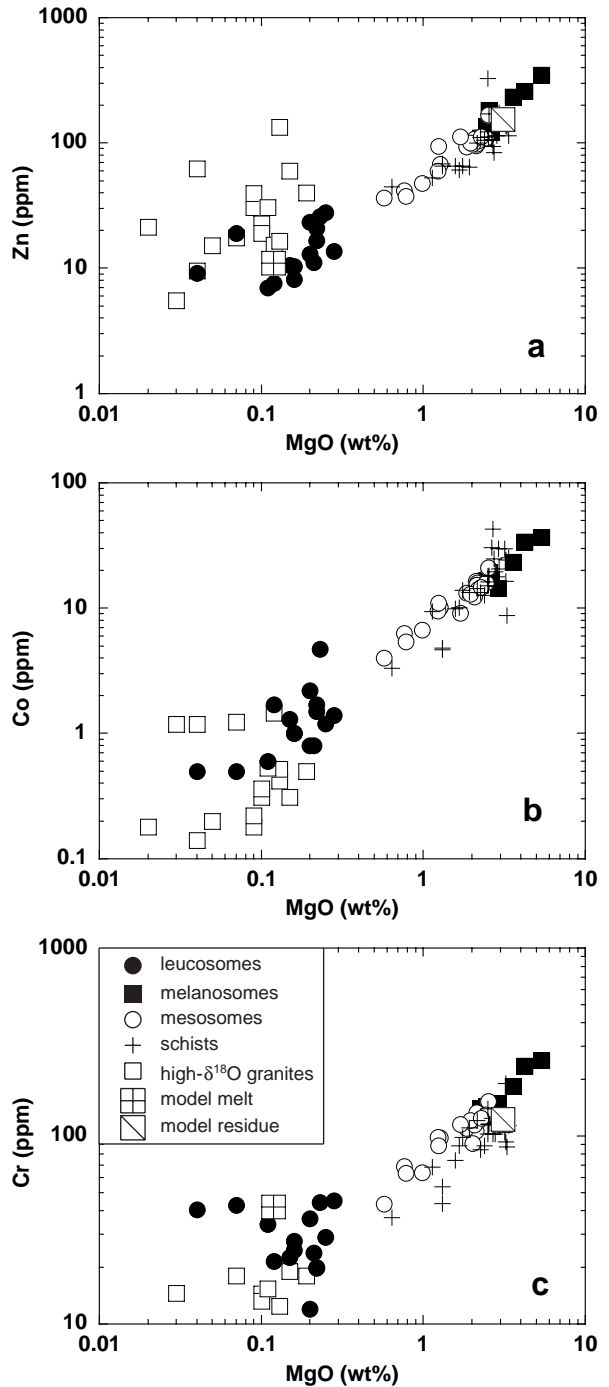 1000
100
10
1
Zn (ppm)
a
0.01 0.1 1 10
MgO (wt%)
100
10
1
0.1
Co (ppm)
b
0.01 0.1 1 10
MgO (wt%)
1000
100
10
Cr (ppm)
leucosomes
melanosomes
mesosomes
schists
high-δ¹⁸O granites
model melt
model residue
c
0.01 0.1 1 10
MgO (wt%)